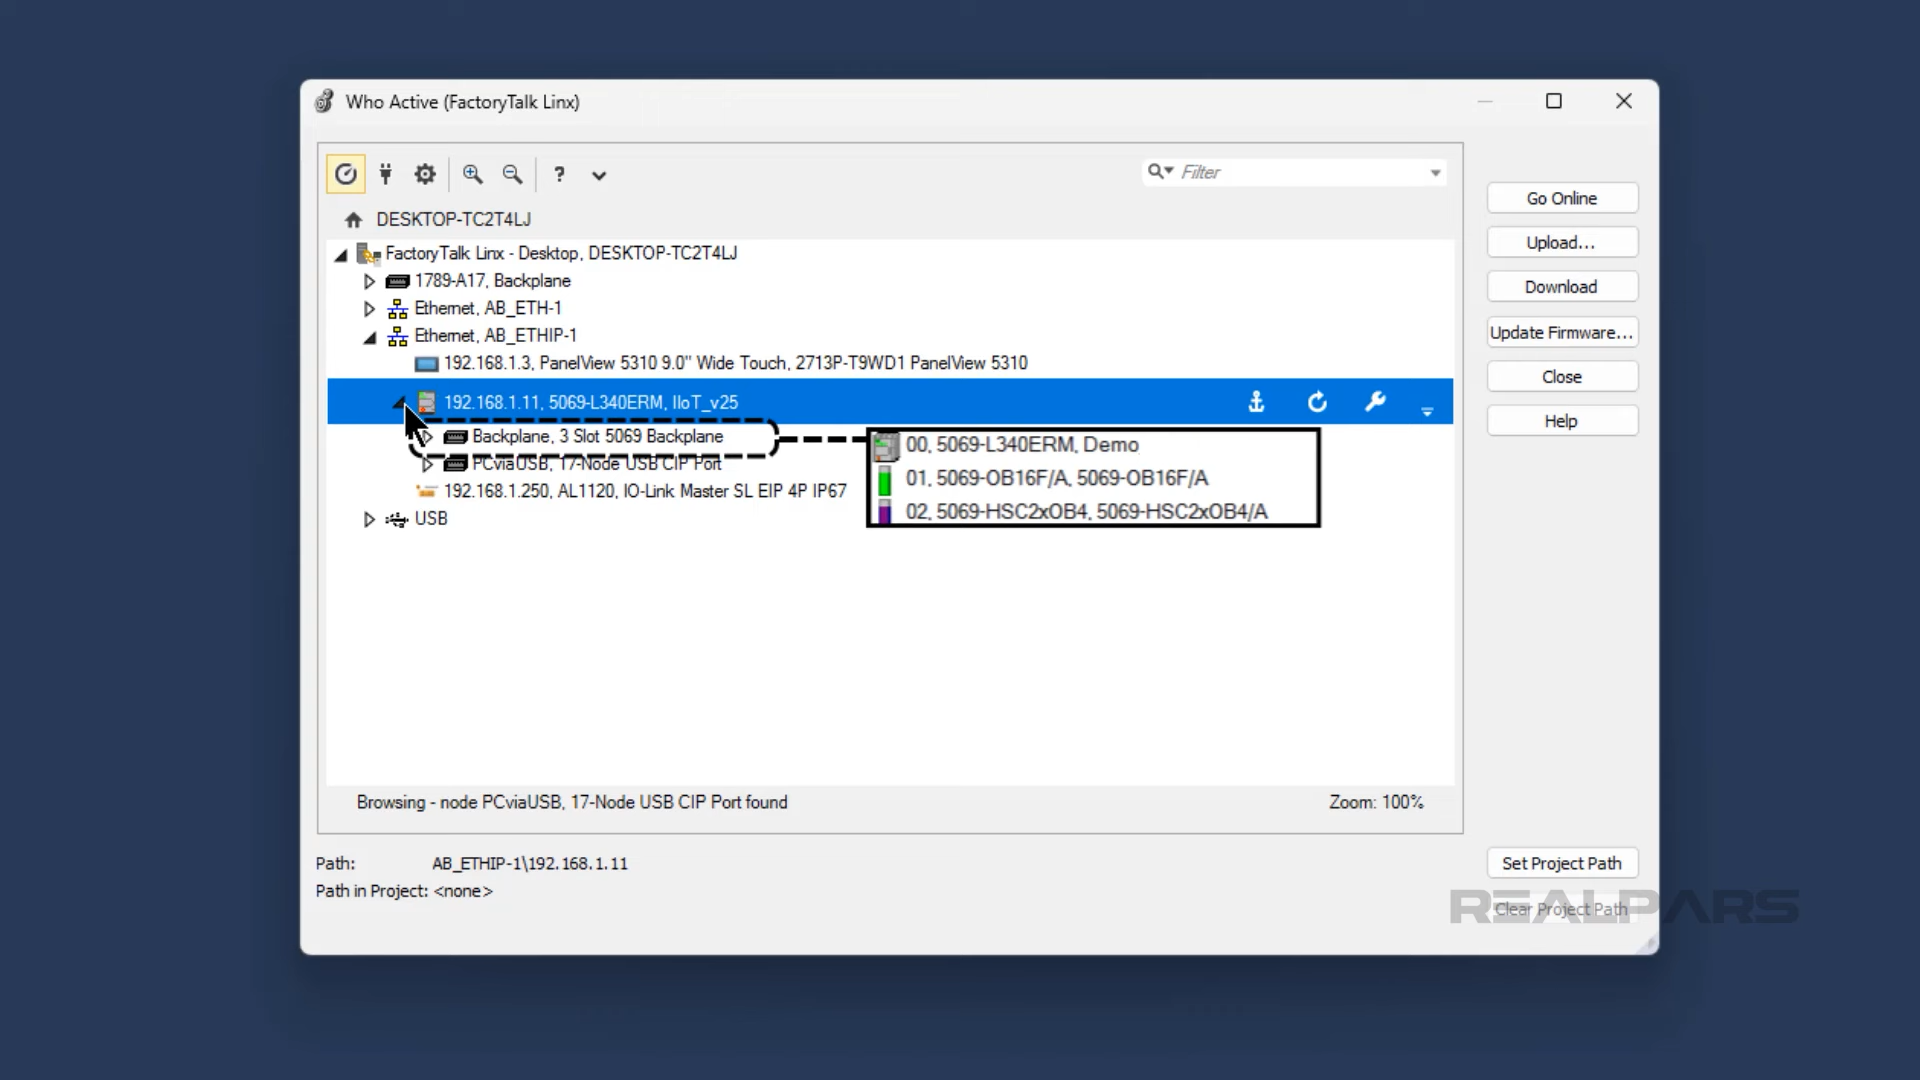 Who Active (FactoryTalk Linx)
? Filter
DESKTOP-TC2T4LJ
FactoryTalk Linx - Desktop, DESKTOP-TC2T4LJ
1789-A17, Backplane
Ethernet, AB_ETH-1
Ethernet, AB_ETHIP-1
192.168.1.3, PanelView 5310 9.0" Wide Touch, 2713P-T9WD1 PanelView 5310
192.168.1.11, 5069-L340ERM, IIoT_v25
Backplane, 3 Slot 5069 Backplane
PCviaUSB, 17-Node USB CIP Port
192.168.1.250, AL1120, IO-Link Master SL EIP 4P IP67
USB
00, 5069-L340ERM, Demo
01, 5069-OB16F/A, 5069-OB16F/A
02, 5069-HSC2xOB4, 5069-HSC2xOB4/A
Browsing - node PCviaUSB, 17-Node USB CIP Port found
Zoom: 100%
Go Online
Upload...
Download
Update Firmware...
Close
Help
Path: AB_ETHIP-1\192.168.1.11
Path in Project: <none>
Set Project Path
Clear Project Path
REALPARS